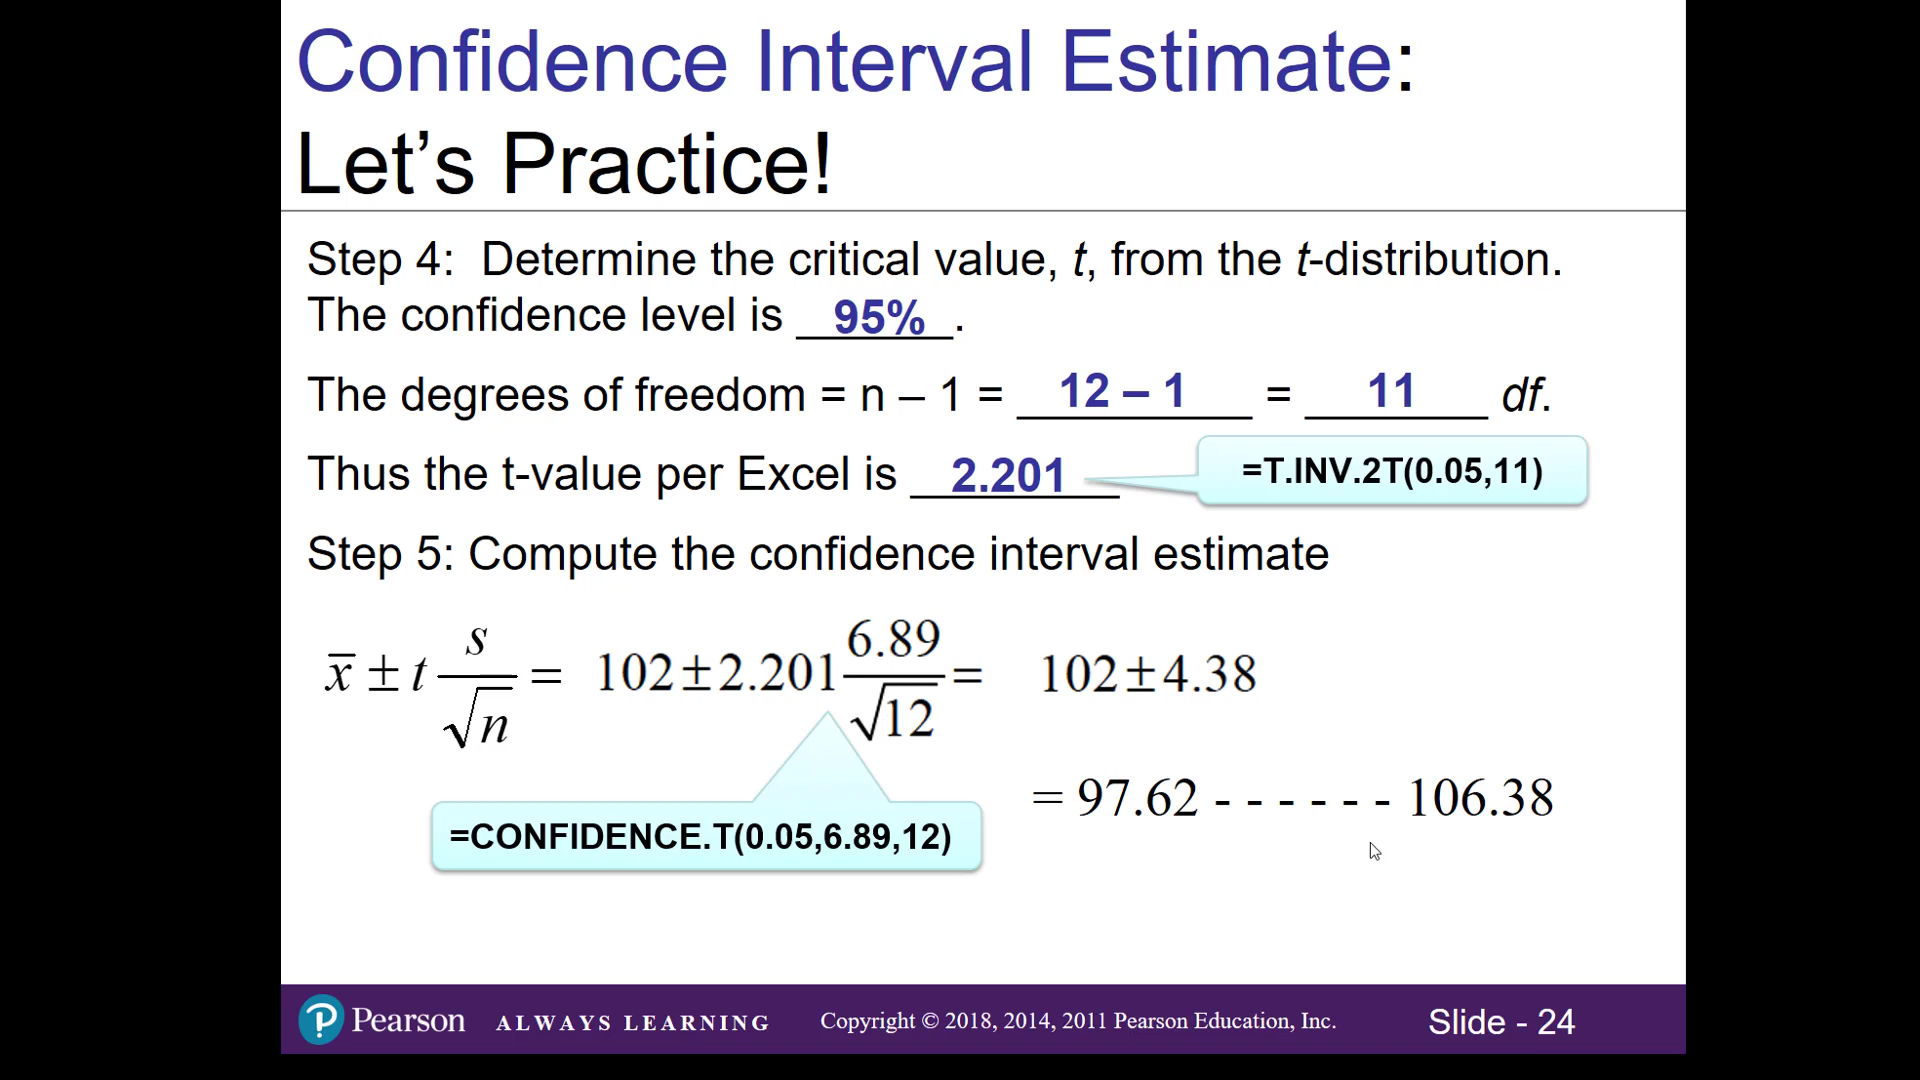 Confidence Interval Estimate:
Let’s Practice!
Step 4: Determine the critical value, t, from the t-distribution.
The confidence level is 95%.
The degrees of freedom = n – 1 = 12 – 1 = 11 df.
Thus the t-value per Excel is 2.201
=T.INV.2T(0.05,11)
Step 5: Compute the confidence interval estimate
x̄ ± t s/√n = 102±2.201 6.89/√12 = 102±4.38
= 97.62 - - - - - - 106.38
=CONFIDENCE.T(0.05,6.89,12)
Pearson ALWAYS LEARNING Copyright © 2018, 2014, 2011 Pearson Education, Inc. Slide - 24